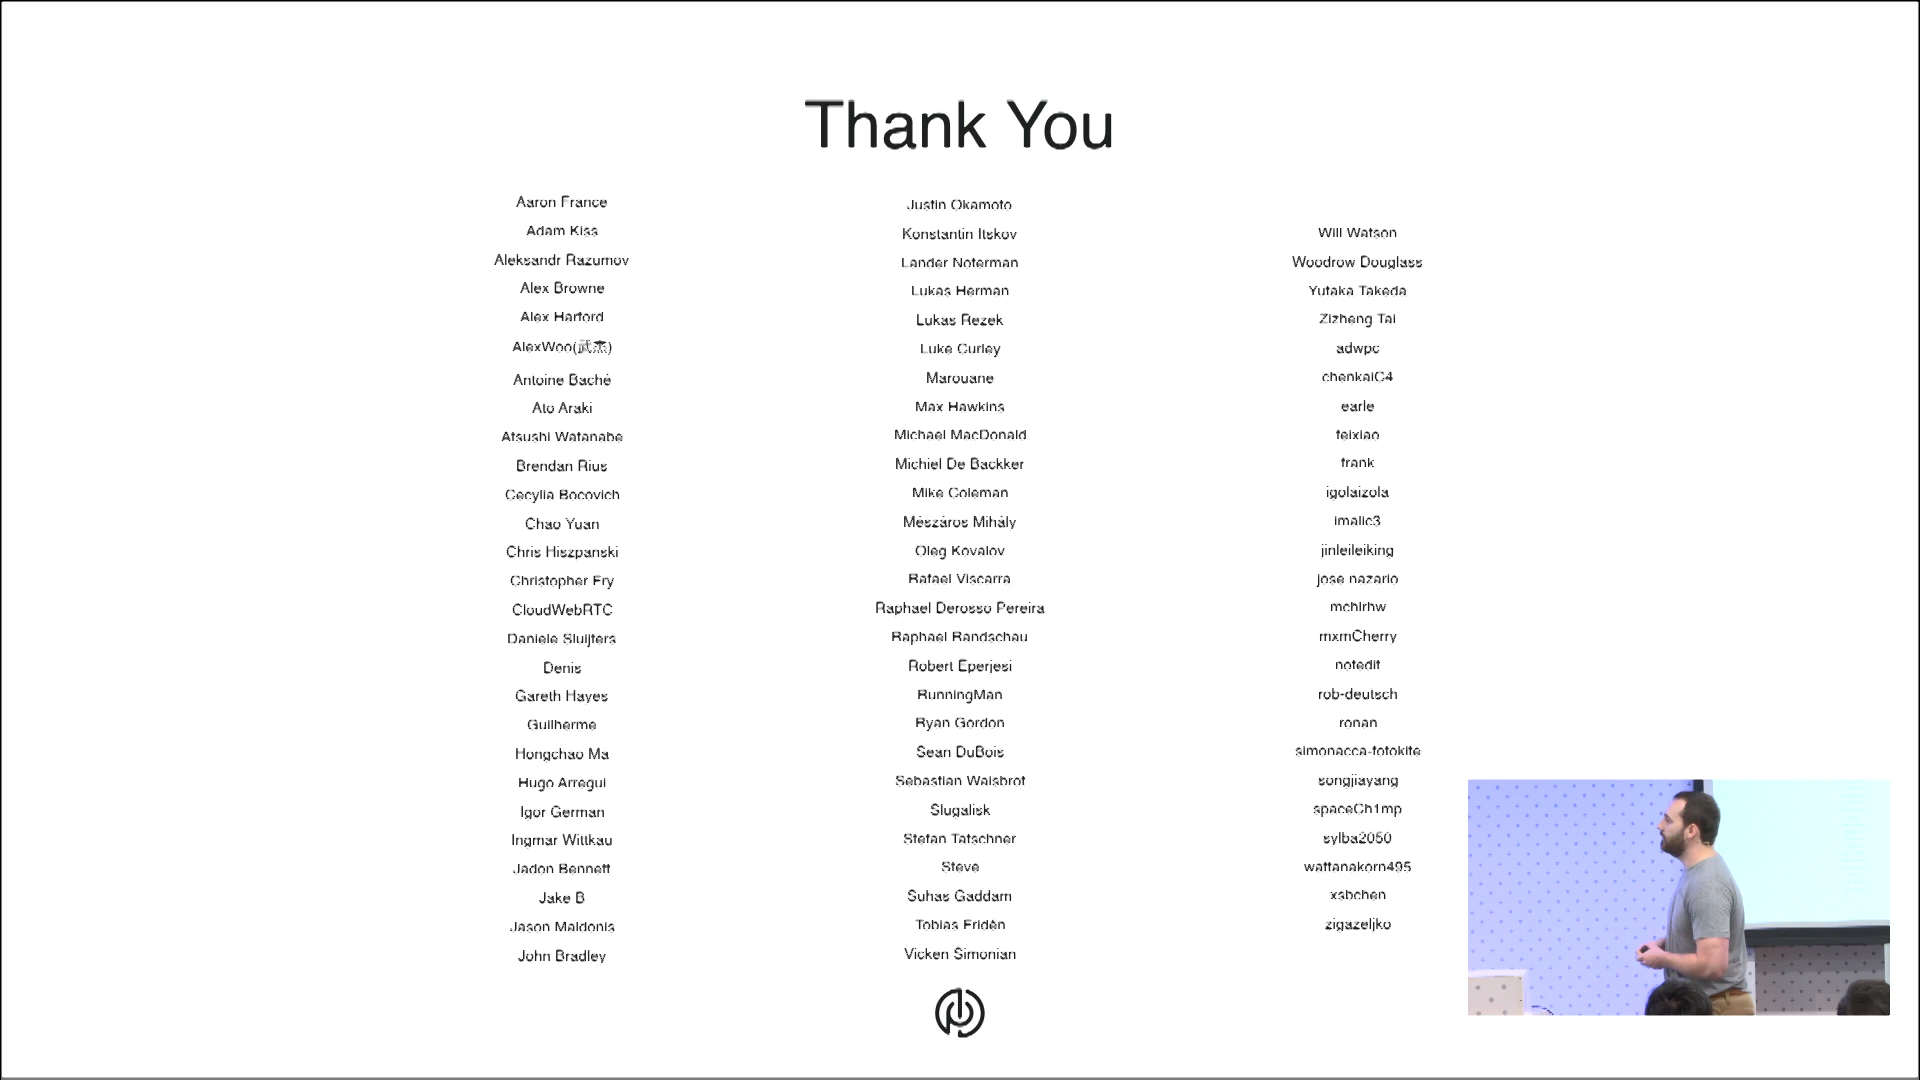 Thank You
Aaron France
Adam Kiss
Aleksandr Razumov
Alex Browne
Alex Harford
AlexWoo(武杰)
Antoine Baché
Ato Araki
Atsushi Watanabe
Brendan Rius
Cecylia Bocovich
Chao Yuan
Chris Hiszpanski
Christopher Fry
CloudWebRTC
Daniele Sluijters
Denis
Gareth Hayes
Guilherme
Hongchao Ma
Hugo Arregui
Igor German
Ingmar Wittkau
Jadon Bennett
Jake B
Jason Maldonis
John Bradley
Justin Okamoto
Konstantin Itskov
Lander Noterman
Lukas Herman
Lukas Rezek
Luke Curley
Marouane
Max Hawkins
Michael MacDonald
Michiel De Backker
Mike Coleman
Mészáros Mihály
Oleg Kovalov
Rafael Viscarra
Raphael Derosso Pereira
Raphael Randschau
Robert Eperjesi
RunningMan
Ryan Gordon
Sean DuBois
Sebastian Waisbrot
Slugalisk
Stefan Tatschner
Steve
Suhas Gaddam
Tobias Fridén
Vicken Simonian
Will Watson
Woodrow Douglass
Yutaka Takeda
Zizheng Tai
adwpc
chenkaiC4
earle
feixiao
frank
igolaizola
imalic3
jinleileiking
jose nazario
mchlrhw
mxmCherry
notedit
rob-deutsch
ronan
simonacca-fotokite
songjiayang
spaceCh1mp
sylba2050
wattanakorn495
xsbchen
zigazeljko